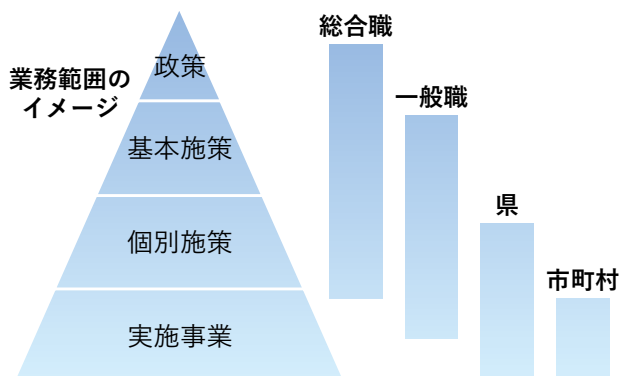 業務範囲の
イメージ
政策
基本施策
個別施策
実施事業
総合職
一般職
県
市町村